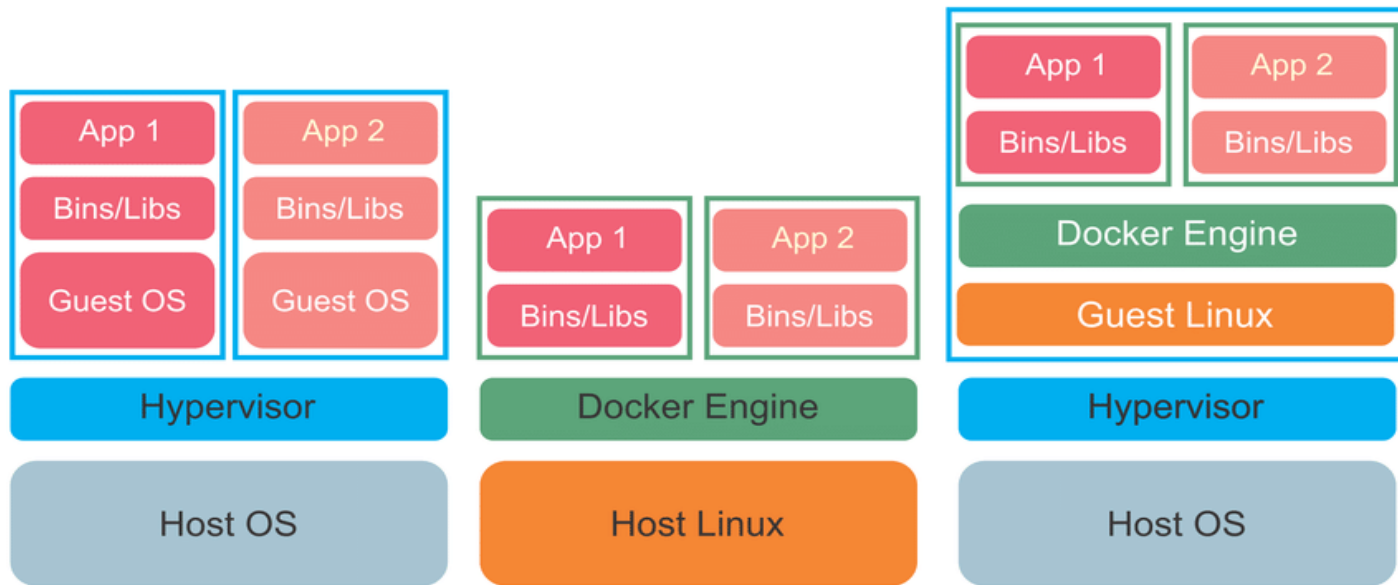 App 1
App 2
Bins/Libs
Bins/Libs
Guest OS
Guest OS
Hypervisor
Host OS
App 1
App 2
Bins/Libs
Bins/Libs
Docker Engine
Host Linux
App 1
App 2
Bins/Libs
Bins/Libs
Docker Engine
Guest Linux
Hypervisor
Host OS